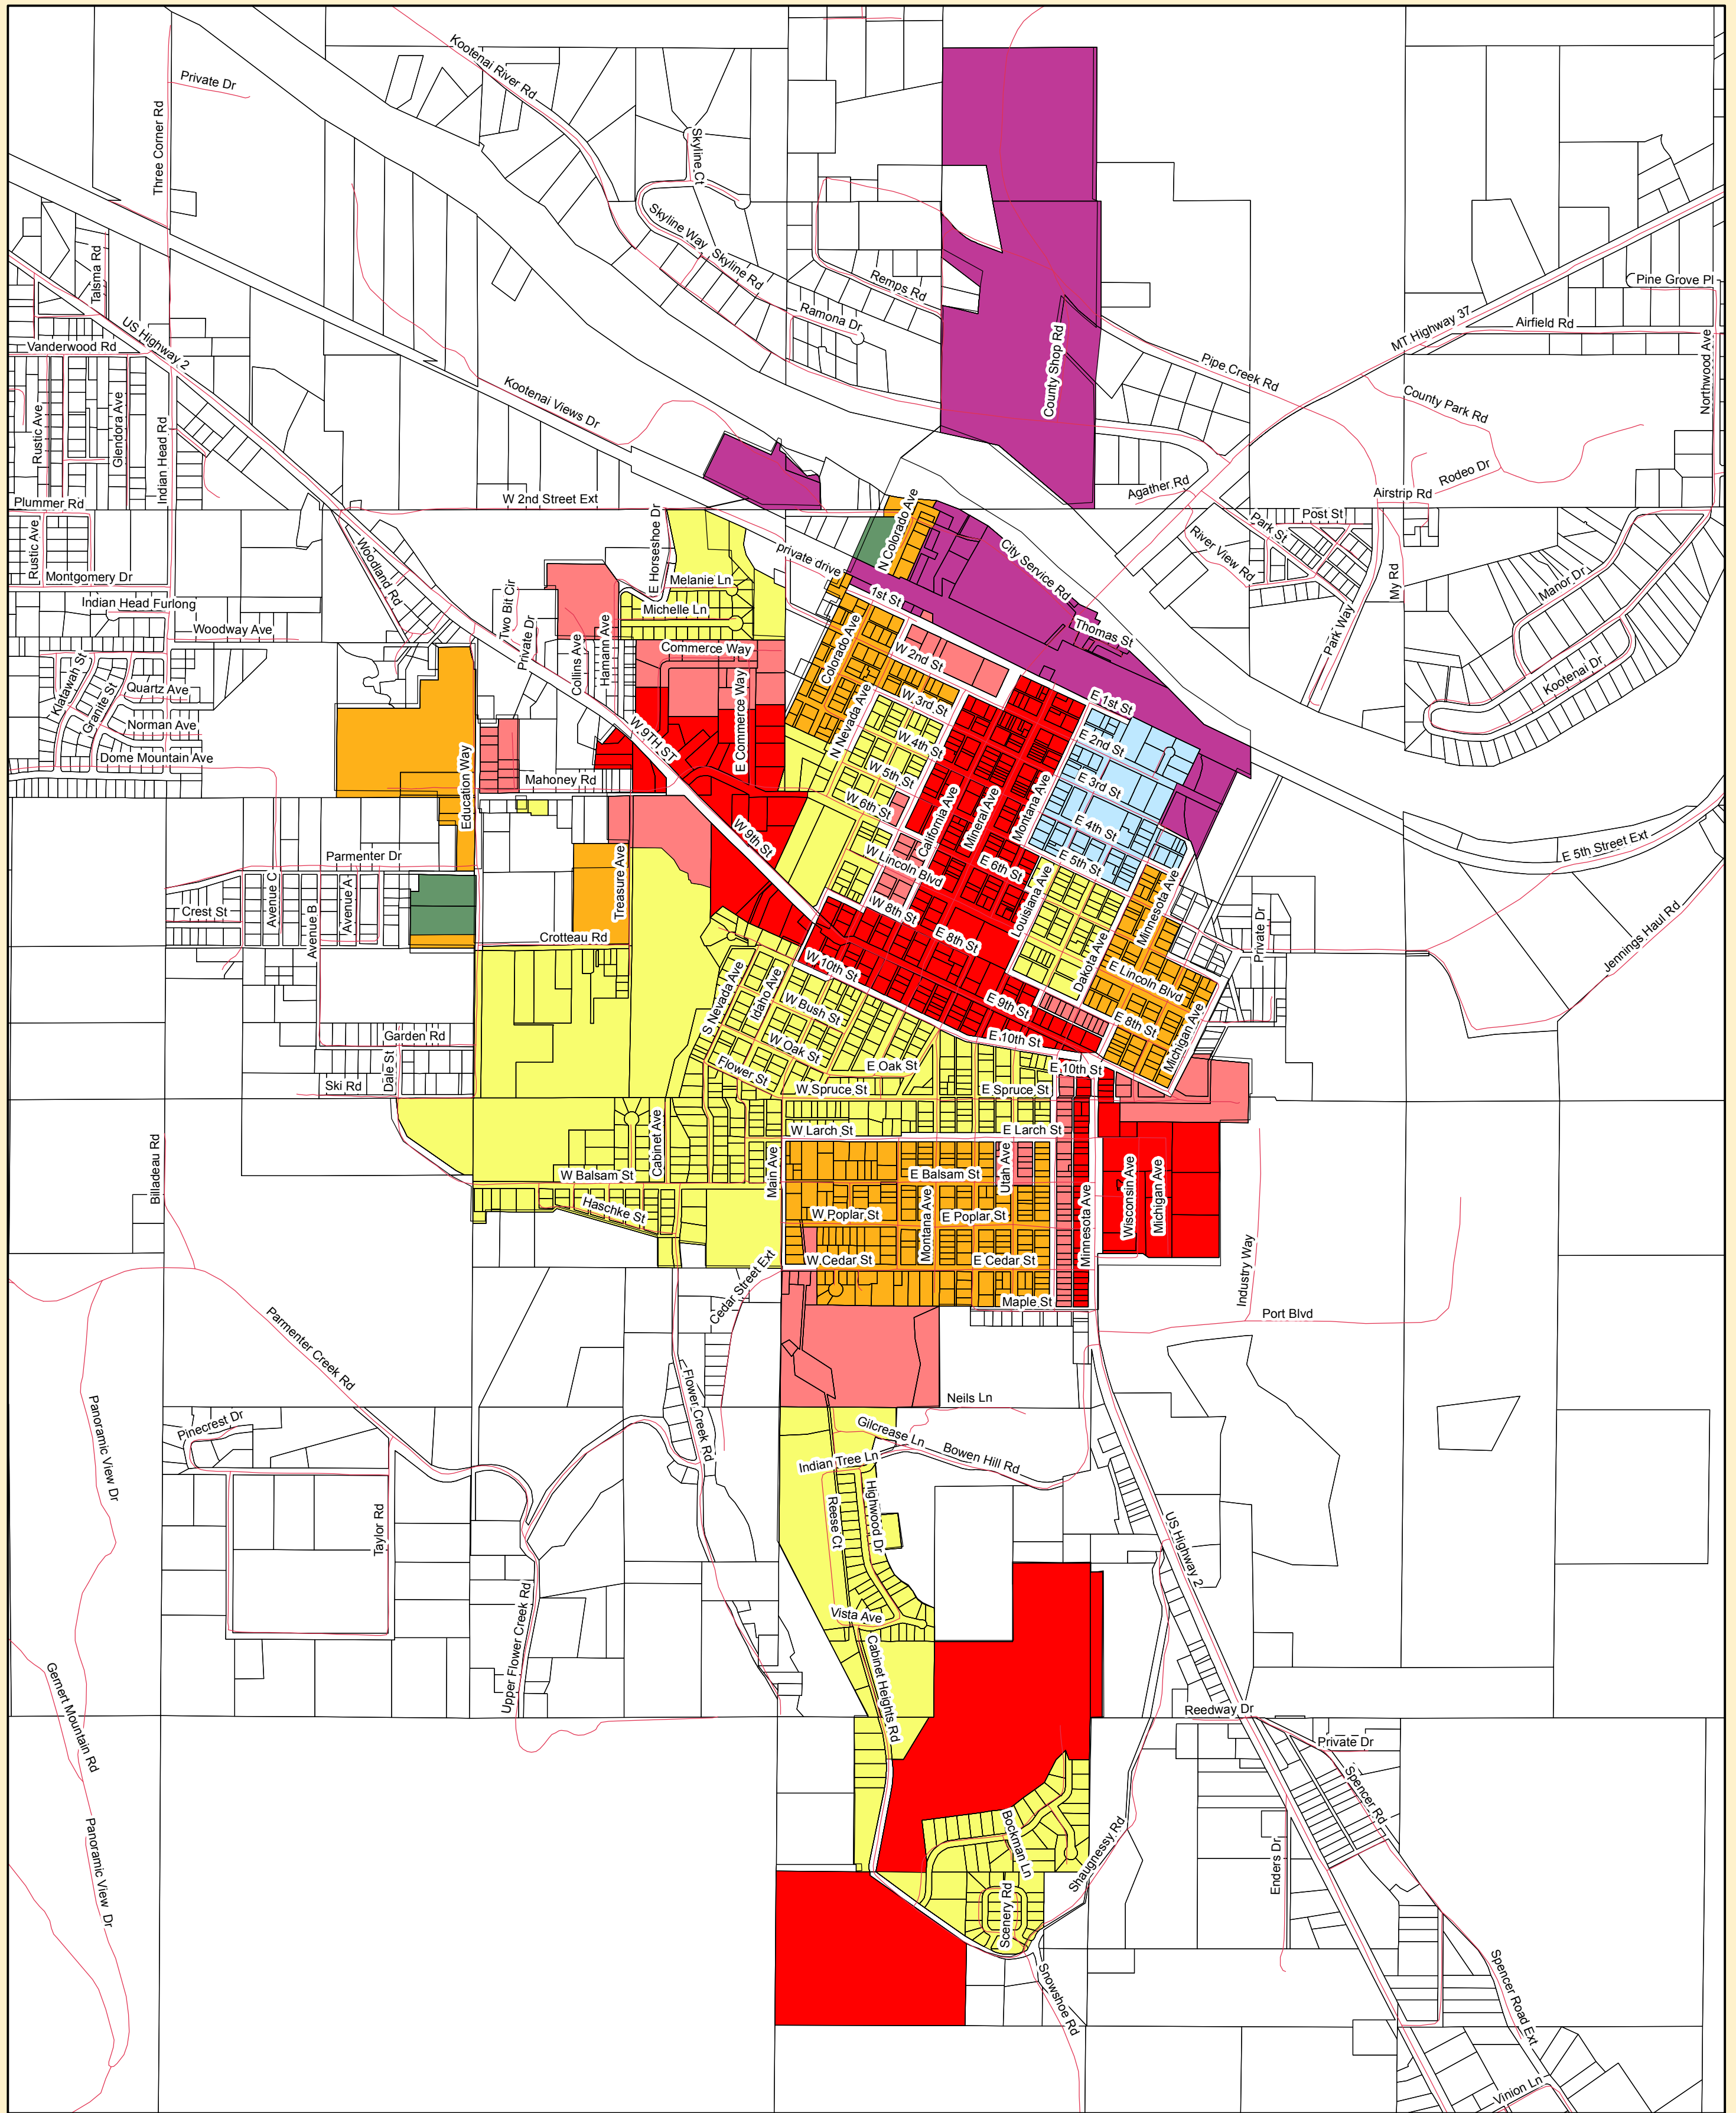 Kootenai River Rd
Private Dr
Three Corner Rd
Skyline Ct
Skyline Way
Skyline Rd
Remps Rd
Ramona Dr
Talsma Rd
US Highway 2
Vanderwood Rd
Pine Grove Pl
Airfield Rd
MT Highway 37
Northwood Ave
County Shop Rd
Pipe Creek Rd
County Park Rd
Kootenai Views Dr
Rustic Ave
Glendora Ave
Indian Head Rd
Rodeo Dr
Agather Rd
Airstrip Rd
Plummer Rd
W 2nd Street Ext
Post St
Park St
River View Rd
N Colorado Ave
City Service Rd
Rustic Ave
Woodland Rd
E Horseshoe Dr
private drive
Montgomery Dr
Melanie Ln
Manor Dr
My Rd
Indian Head Furlong
Two Bit Cir
Michelle Ln
1st St
Thomas St
Woodway Ave
Private Dr
Park Way
Collins Ave
Hamann Ave
Commerce Way
Colorado Ave
W 2nd St
Klatawah St
Granite St
Quartz Ave
Kootenai Dr
W 3rd St
E 1st St
Norman Ave
W 9TH ST
E Commerce Way
N Nevada Ave
W 4th St
E 2nd St
Dome Mountain Ave
W 5th St
E 3rd St
Education Way
Mahoney Rd
W 6th St
California Ave
Mineral Ave
Montana Ave
E 4th St
W 9th St
E 5th St
E 5th Street Ext
Parmenter Dr
W Lincoln Blvd
E 6th St
Treasure Ave
Louisiana Ave
Minnesota Ave
Avenue C
Avenue B
Avenue A
Crest St
W 8th St
E 8th St
Private Dr
Jennings Haul Rd
Crotteau Rd
W 10th St
Dakota Ave
E Lincoln Blvd
S Nevada Ave
Idaho Ave
W Bush St
E 9th St
E 8th St
Michigan Ave
Garden Rd
W Oak St
E 10th St
Dale St
Flower St
E Oak St
E 10th St
Ski Rd
W Spruce St
E Spruce St
Cabinet Ave
W Larch St
E Larch St
Billadeau Rd
W Balsam St
Main Ave
E Balsam St
Utah Ave
Minnesota Ave
Wisconsin Ave
Michigan Ave
Haschke St
W Poplar St
Montana Ave
E Poplar St
W Cedar St
E Cedar St
Cedar Street Ext
Maple St
Industry Way
Port Blvd
Parmenter Creek Rd
Flower Creek Rd
Neils Ln
Panoramic View Dr
Pinecrest Dr
Gilcrease Ln
Bowen Hill Rd
Indian Tree Ln
Taylor Rd
Reese Ct
Highwood Dr
US Highway 2
Upper Flower Creek Rd
Vista Ave
Gernert Mountain Rd
Cabinet Heights Rd
Reedway Dr
Private Dr
Spencer Rd
Panoramic View Dr
Bockman Ln
Shaugnessy Rd
Enders Dr
Scenery Rd
Snowshoe Rd
Spencer Road Ext
Vinion Ln